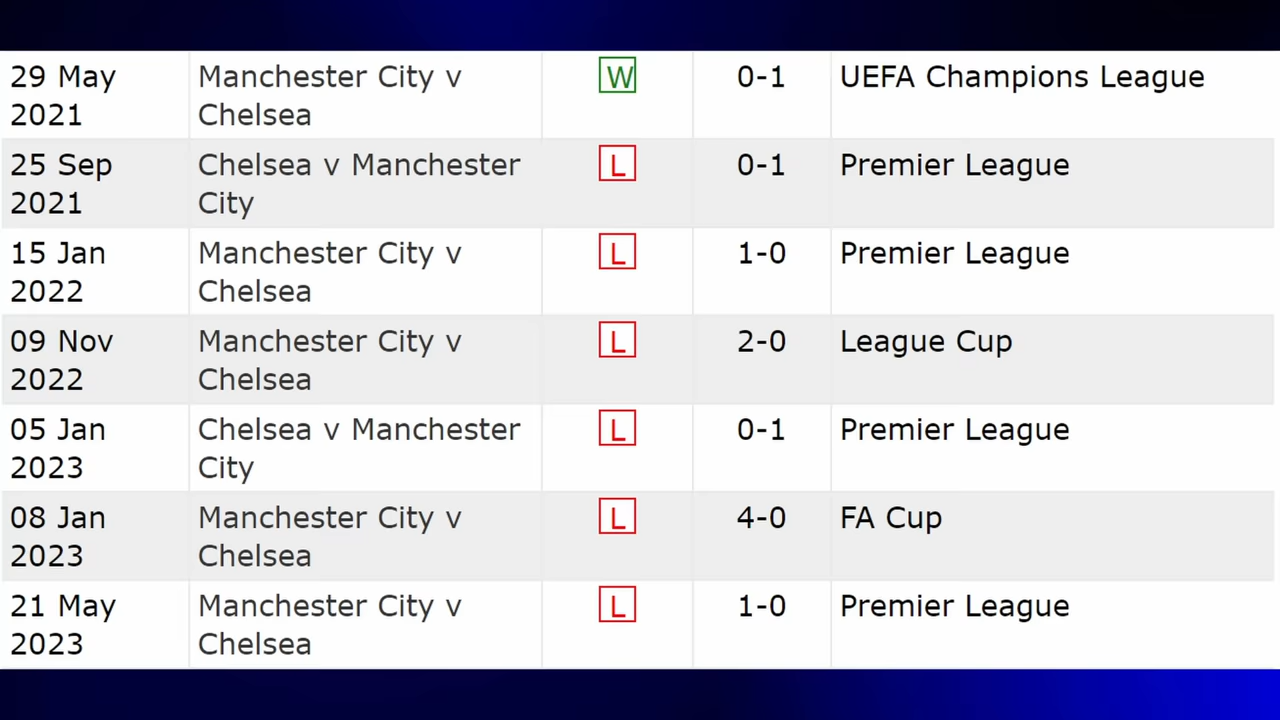 29 May Manchester City v W 0-1 UEFA Champions League
2021 Chelsea
25 Sep Chelsea v Manchester L 0-1 Premier League
2021 City
15 Jan Manchester City v L 1-0 Premier League
2022 Chelsea
09 Nov Manchester City v L 2-0 League Cup
2022 Chelsea
05 Jan Chelsea v Manchester L 0-1 Premier League
2023 City
08 Jan Manchester City v L 4-0 FA Cup
2023 Chelsea
21 May Manchester City v L 1-0 Premier League
2023 Chelsea